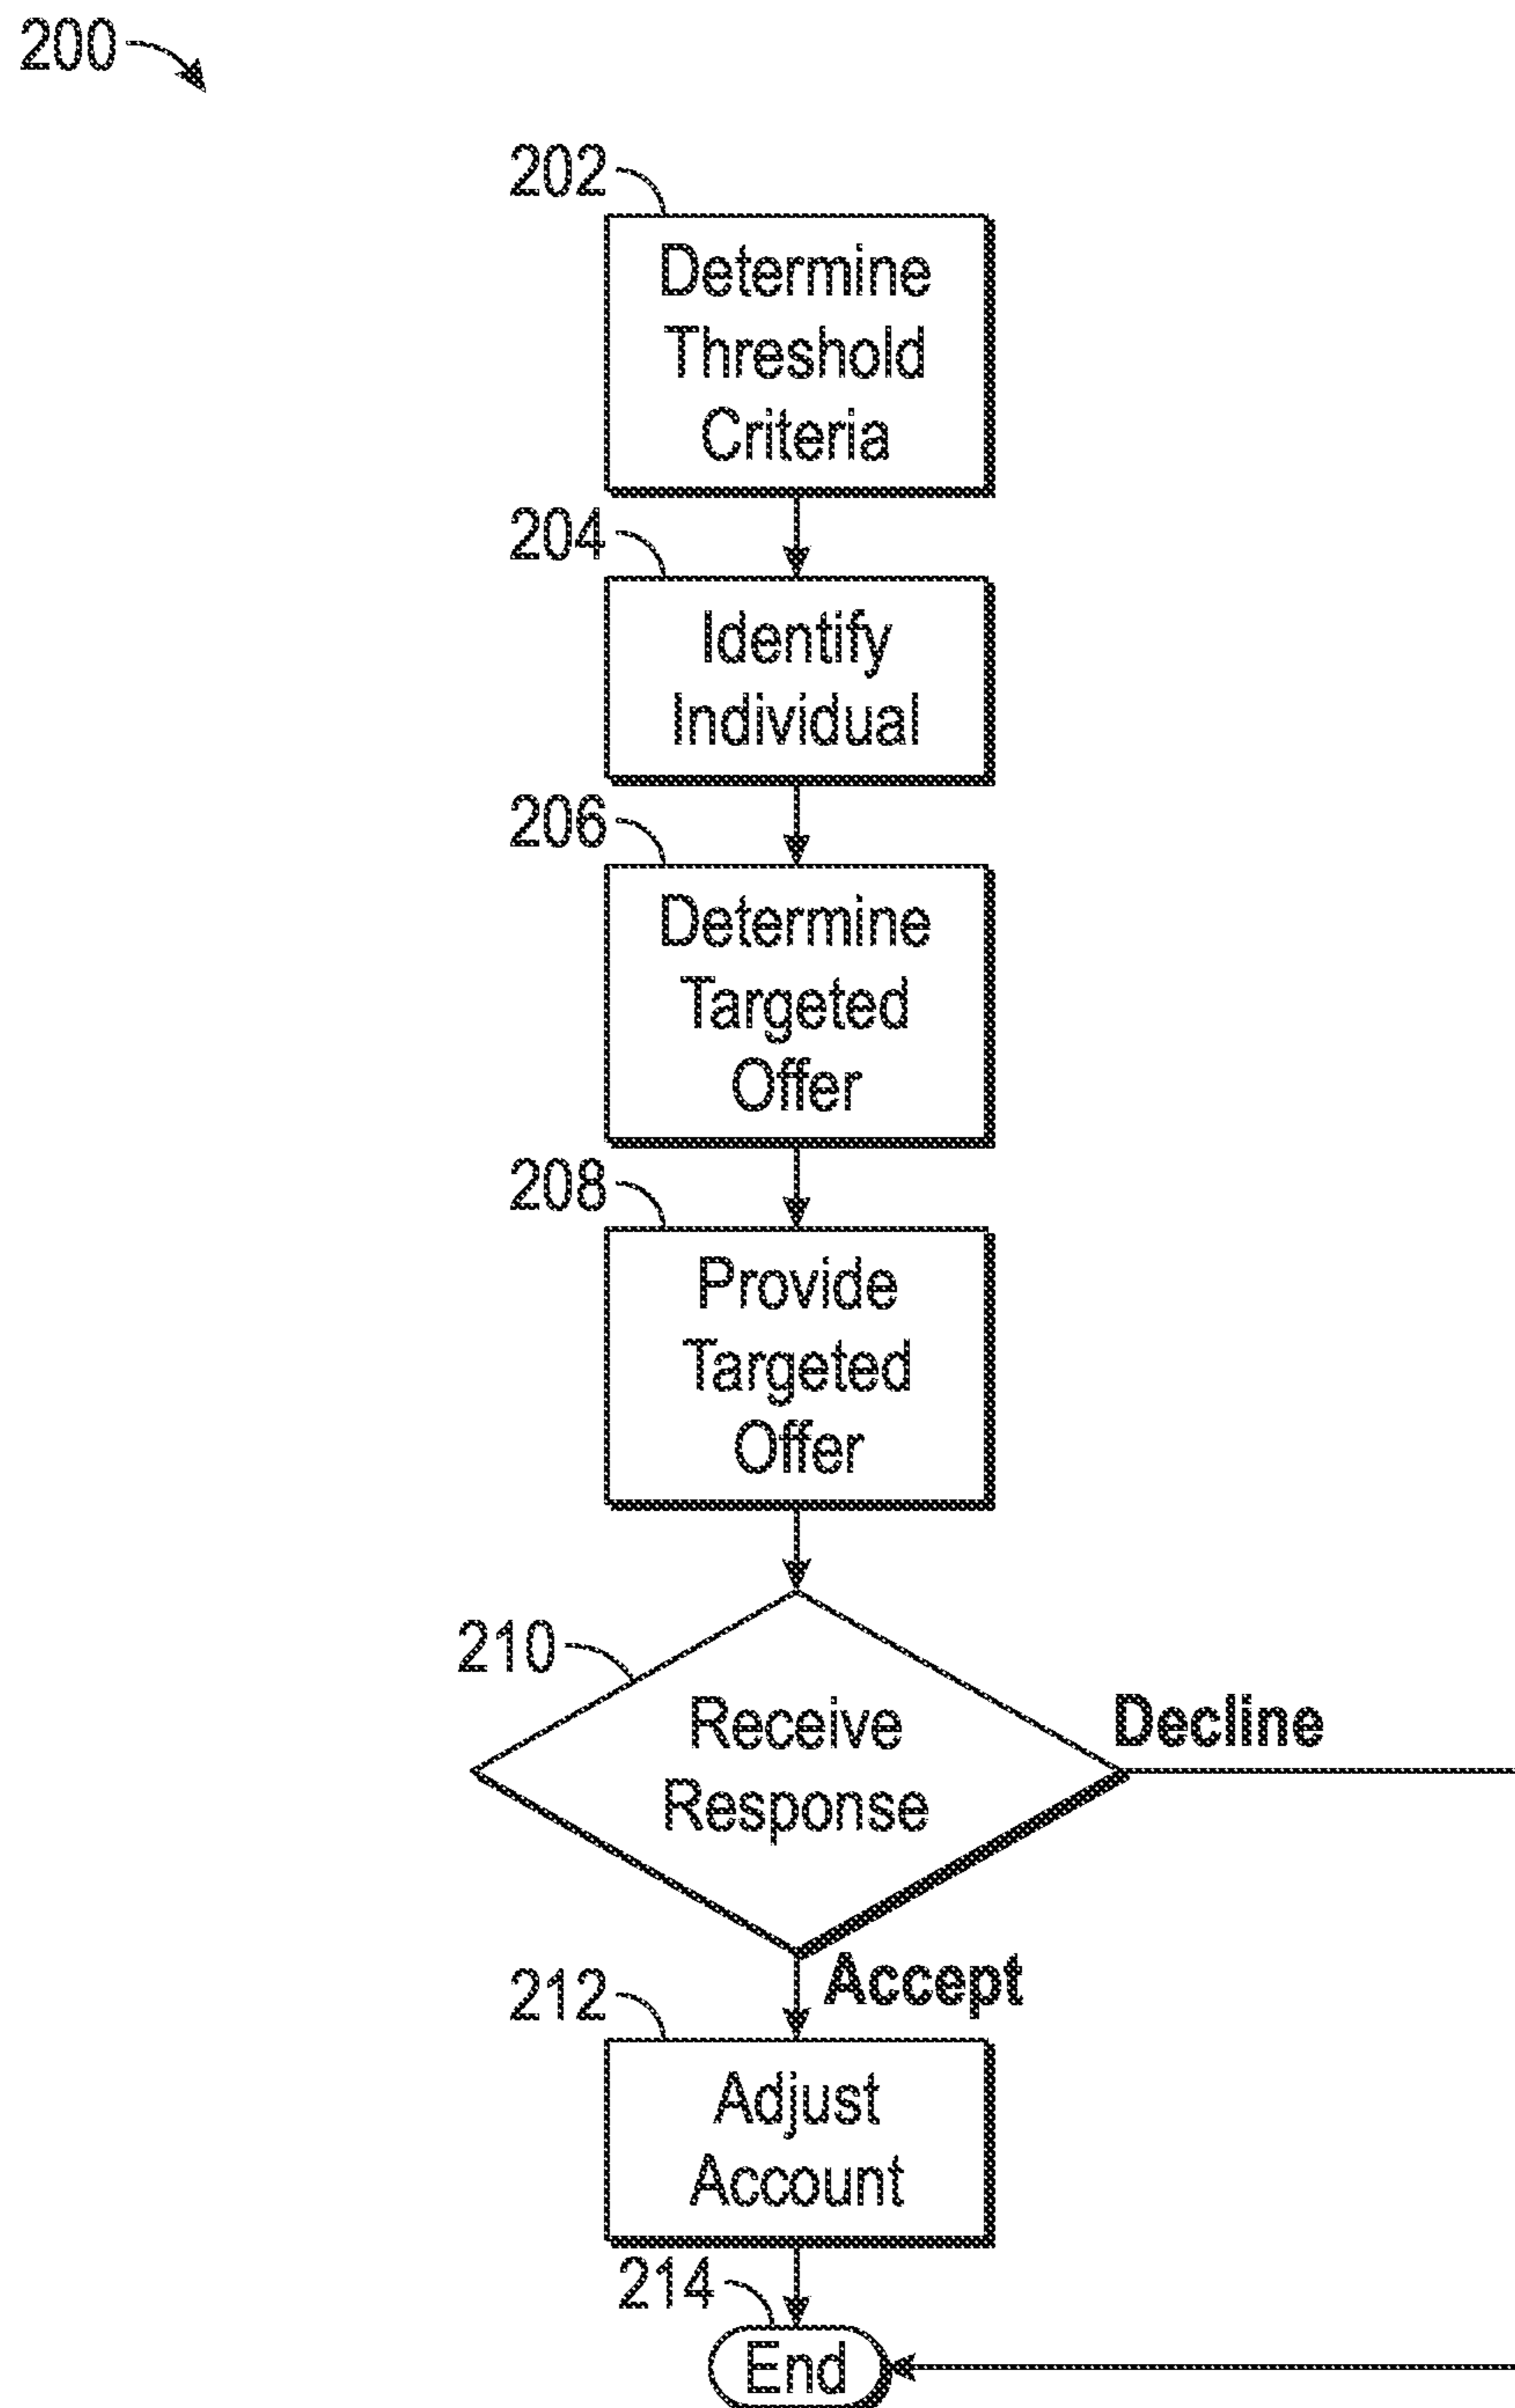 200
202
Determine
Threshold
Criteria
204
Identify
Individual
206
Determine
Targeted
Offer
208
Provide
Targeted
Offer
210
Receive
Response
Decline
Accept
212
Adjust
Account
214
End